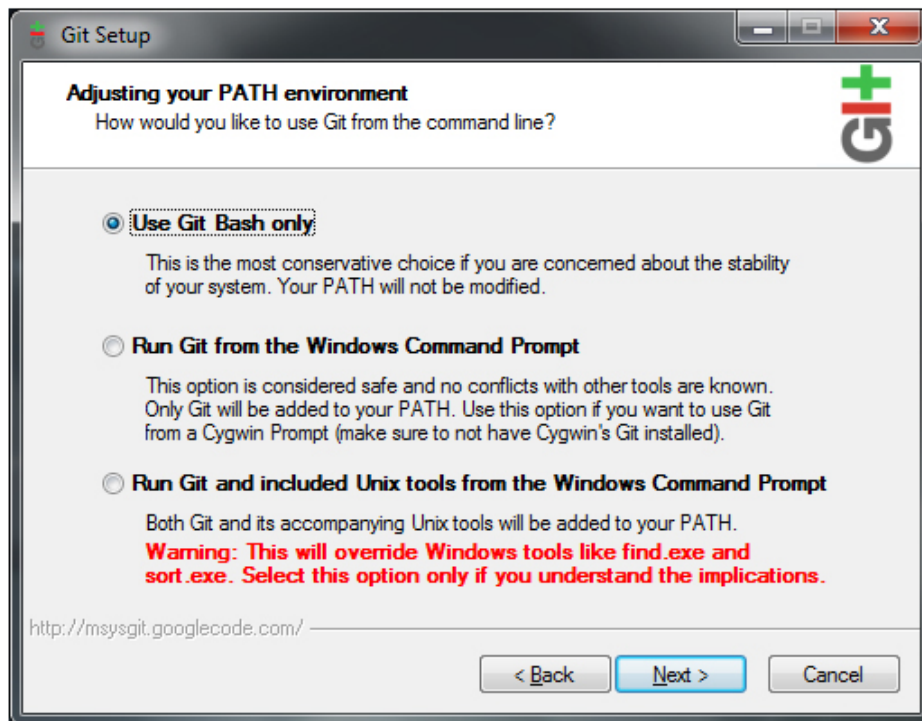 Git Setup
Adjusting your PATH environment
How would you like to use Git from the command line?
Git
Use Git Bash only
This is the most conservative choice if you are concerned about the stability
of your system. Your PATH will not be modified.
Run Git from the Windows Command Prompt
This option is considered safe and no conflicts with other tools are known.
Only Git will be added to your PATH. Use this option if you want to use Git
from a Cygwin Prompt (make sure to not have Cygwin's Git installed).
Run Git and included Unix tools from the Windows Command Prompt
Both Git and its accompanying Unix tools will be added to your PATH.
Warning: This will override Windows tools like find.exe and
sort.exe. Select this option only if you understand the implications.
http://msysgit.googlecode.com/
< Back Next > Cancel